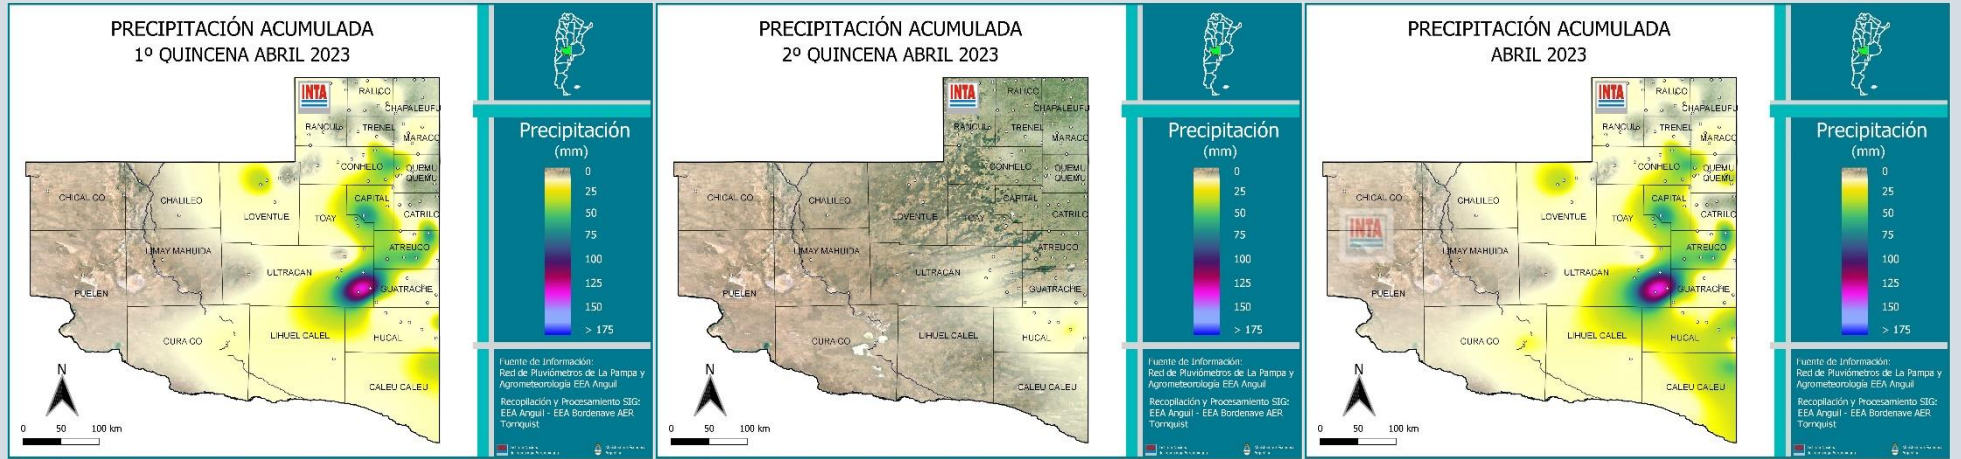 PRECIPITACIÓN ACUMULADA
1º QUINCENA ABRIL 2023
INTA
RALICO
CHAPALEUFU
RANCUL
TRENEL
MARACO
CONHELO
QUEMU
QUEMU
CHICAL CO
CHALILEO
CAPITAL
LOVENTUE
TOAY
CATRILO
LIMAY MAHUIDA
ATREUCO
ULTRACAN
PUELEN
GUATRACHE
CURA CO
LIHUEL CALEL
HUCAL
CALEU CALEU
N
0 50 100 km
Precipitación
(mm)
0
25
50
75
100
125
150
> 175
Fuente de Información:
Red de Pluviómetros de La Pampa y
Agrometeorología EEA Anguil
Recopilación y Procesamiento SIG:
EEA Anguil - EEA Bordenave AER
Tornquist
PRECIPITACIÓN ACUMULADA
2º QUINCENA ABRIL 2023
INTA
RALICO
CHAPALEUFU
RANCUL
TRENEL
MARACO
CONHELO
QUEMU
QUEMU
CHICAL CO
CHALILEO
CAPITAL
LOVENTUE
TOAY
CATRILO
LIMAY MAHUIDA
ATREUCO
ULTRACAN
PUELEN
GUATRACHE
CURA CO
LIHUEL CALEL
HUCAL
CALEU CALEU
N
0 50 100 km
Precipitación
(mm)
0
25
50
75
100
125
150
> 175
Fuente de Información:
Red de Pluviómetros de La Pampa y
Agrometeorología EEA Anguil
Recopilación y Procesamiento SIG:
EEA Anguil - EEA Bordenave AER
Tornquist
PRECIPITACIÓN ACUMULADA
ABRIL 2023
INTA
RALICO
CHAPALEUFU
RANCUL
TRENEL
MARACO
CONHELO
QUEMU
QUEMU
CHICAL CO
CHALILEO
CAPITAL
LOVENTUE
TOAY
CATRILO
INTA
LIMAY MAHUIDA
ATREUCO
ULTRACAN
PUELEN
GUATRACHE
CURA CO
LIHUEL CALEL
HUCAL
CALEU CALEU
N
0 50 100 km
Precipitación
(mm)
0
25
50
75
100
125
150
> 175
Fuente de Información:
Red de Pluviómetros de La Pampa y
Agrometeorología EEA Anguil
Recopilación y Procesamiento SIG:
EEA Anguil - EEA Bordenave AER
Tornquist